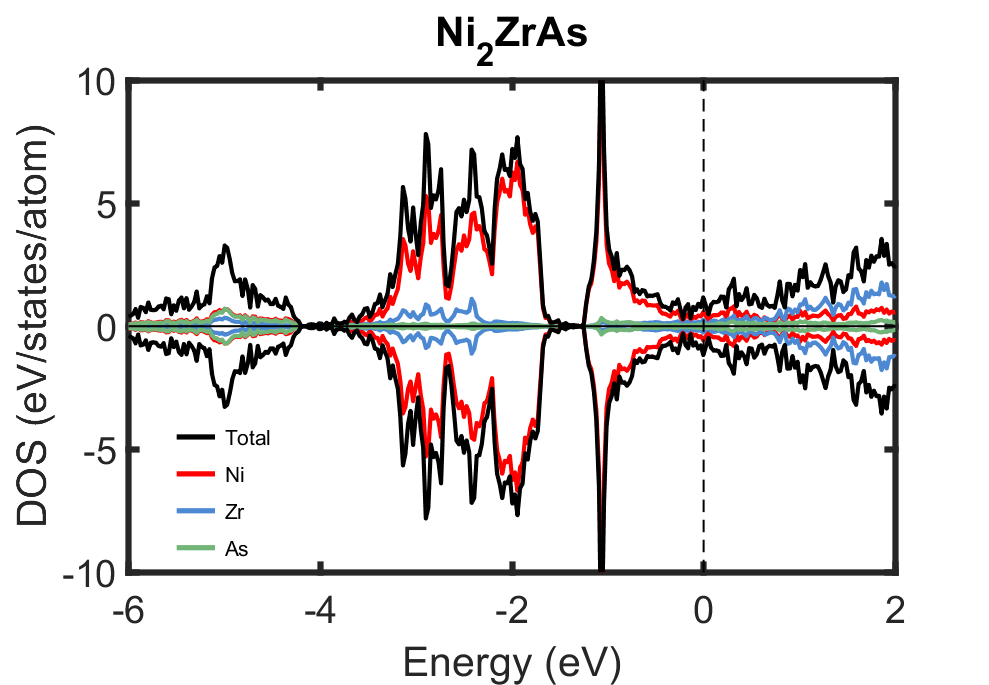 Ni₂ZrAs
DOS (eV/states/atom)
10
5
0
-5
-10
Total
Ni
Zr
As
-6 -4 -2 0 2
Energy (eV)